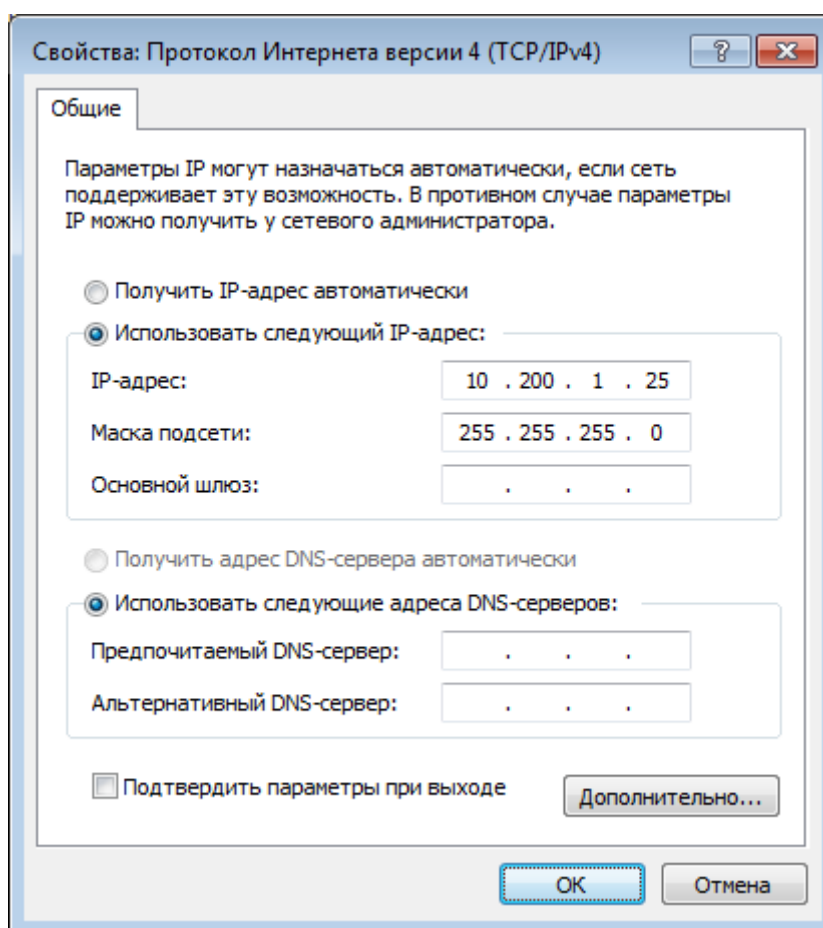 Свойства: Протокол Интернета версии 4 (TCP/IPv4)
?
Общие
Параметры IP могут назначаться автоматически, если сеть
поддерживает эту возможность. В противном случае параметры
IP можно получить у сетевого администратора.
Получить IP-адрес автоматически
Использовать следующий IP-адрес:
IP-адрес: 10 . 200 . 1 . 25
Маска подсети: 255 . 255 . 255 . 0
Основной шлюз: . . .
Получить адрес DNS-сервера автоматически
Использовать следующие адреса DNS-серверов:
Предпочитаемый DNS-сервер: . . .
Альтернативный DNS-сервер: . . .
Подтвердить параметры при выходе
Дополнительно...
ОК Отмена